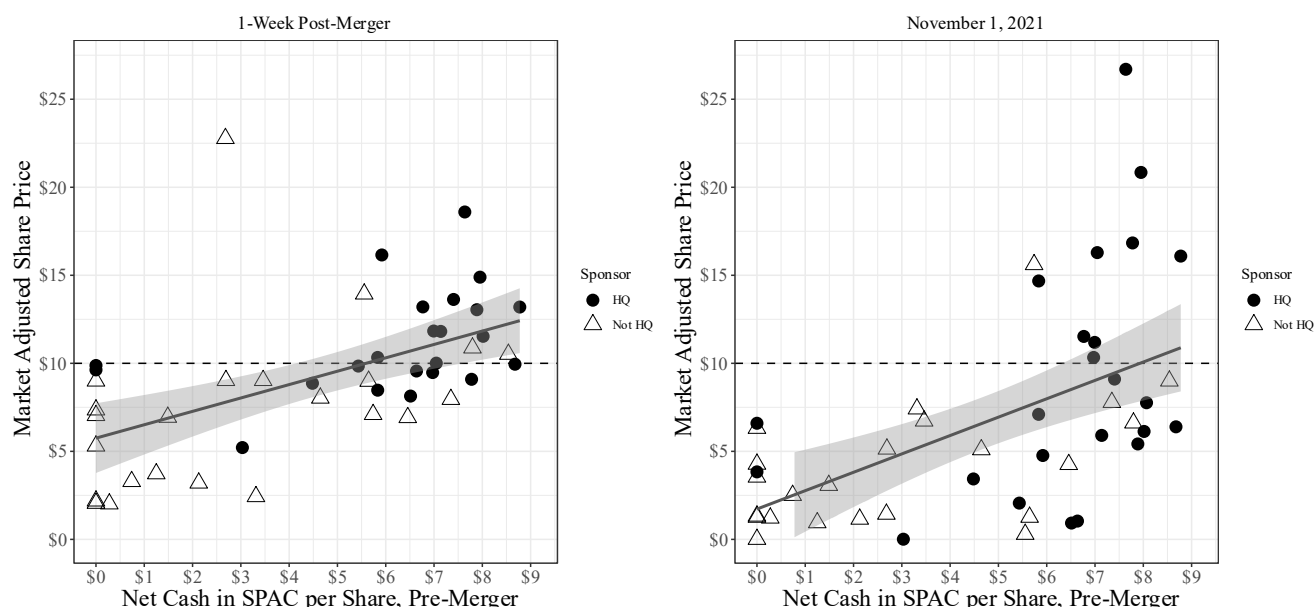 1-Week Post-Merger
Market Adjusted Share Price
$25
$20
$15
$10
$5
$0
$0 $1 $2 $3 $4 $5 $6 $7 $8 $9
Net Cash in SPAC per Share, Pre-Merger
Sponsor
HQ
Not HQ
November 1, 2021
Market Adjusted Share Price
$25
$20
$15
$10
$5
$0
$0 $1 $2 $3 $4 $5 $6 $7 $8 $9
Net Cash in SPAC per Share, Pre-Merger
Sponsor
HQ
Not HQ